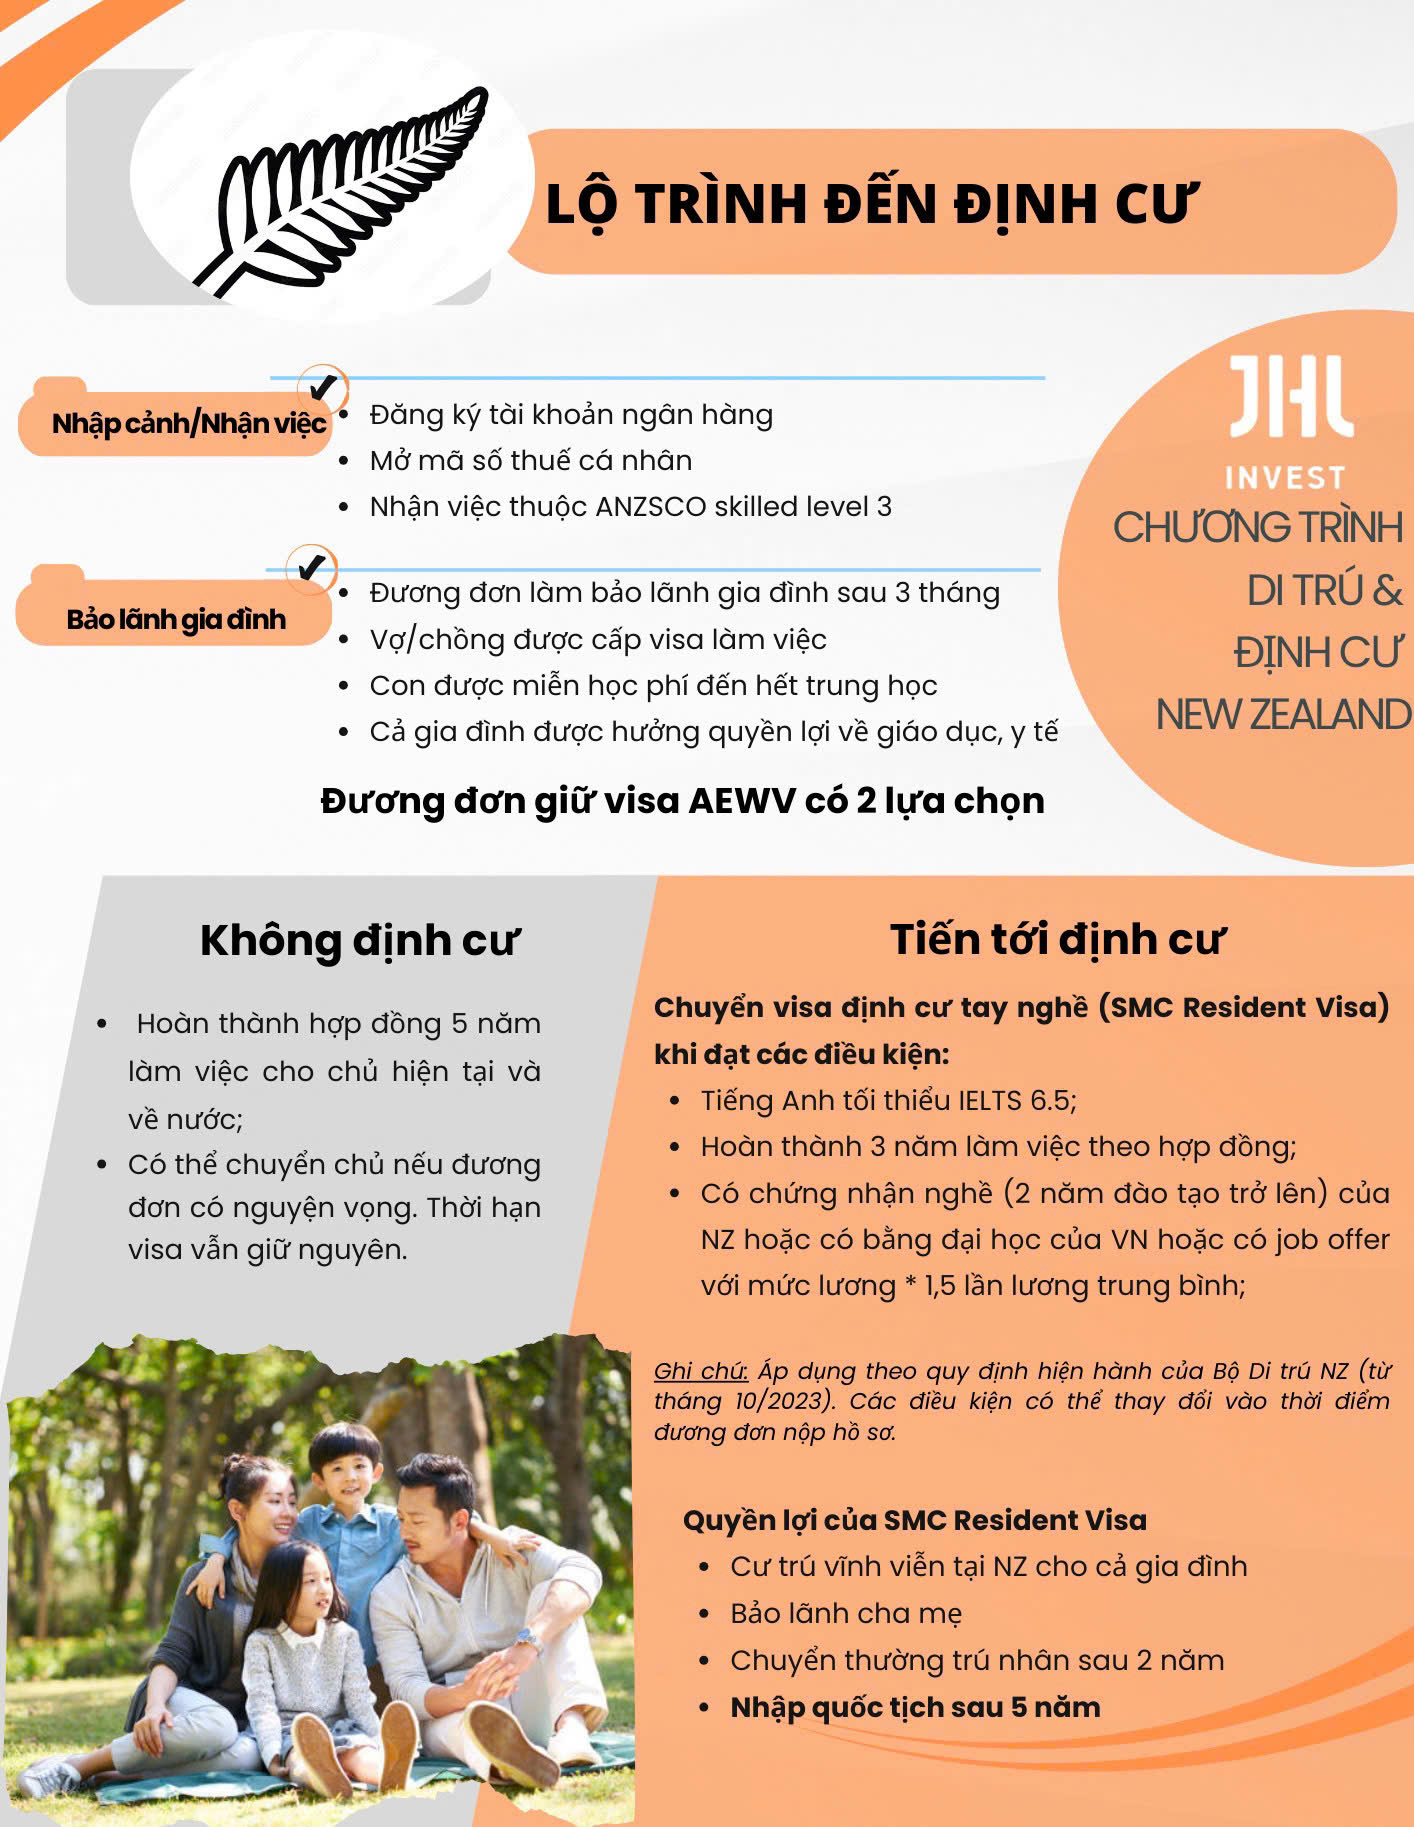 LỘ TRÌNH ĐẾN ĐỊNH CƯ
JHL
INVEST
CHƯƠNG TRÌNH
DI TRÚ &
ĐỊNH CƯ
NEW ZEALAND
Nhập cảnh/Nhận việc
• Đăng ký tài khoản ngân hàng
• Mở mã số thuế cá nhân
• Nhận việc thuộc ANZSCO skilled level 3
Bảo lãnh gia đình
• Đương đơn làm bảo lãnh gia đình sau 3 tháng
• Vợ/chồng được cấp visa làm việc
• Con được miễn học phí đến hết trung học
• Cả gia đình được hưởng quyền lợi về giáo dục, y tế
Đương đơn giữ visa AEWV có 2 lựa chọn
Không định cư
• Hoàn thành hợp đồng 5 năm
làm việc cho chủ hiện tại và
về nước;
• Có thể chuyển chủ nếu đương
đơn có nguyện vọng. Thời hạn
visa vẫn giữ nguyên.
Tiến tới định cư
Chuyển visa định cư tay nghề (SMC Resident Visa)
khi đạt các điều kiện:
• Tiếng Anh tối thiểu IELTS 6.5;
• Hoàn thành 3 năm làm việc theo hợp đồng;
• Có chứng nhận nghề (2 năm đào tạo trở lên) của
NZ hoặc có bằng đại học của VN hoặc có job offer
với mức lương * 1,5 lần lương trung bình;
Ghi chú: Áp dụng theo quy định hiện hành của Bộ Di trú NZ (từ
tháng 10/2023). Các điều kiện có thể thay đổi vào thời điểm
đương đơn nộp hồ sơ.
Quyền lợi của SMC Resident Visa
• Cư trú vĩnh viễn tại NZ cho cả gia đình
• Bảo lãnh cha mẹ
• Chuyển thường trú nhân sau 2 năm
• Nhập quốc tịch sau 5 năm